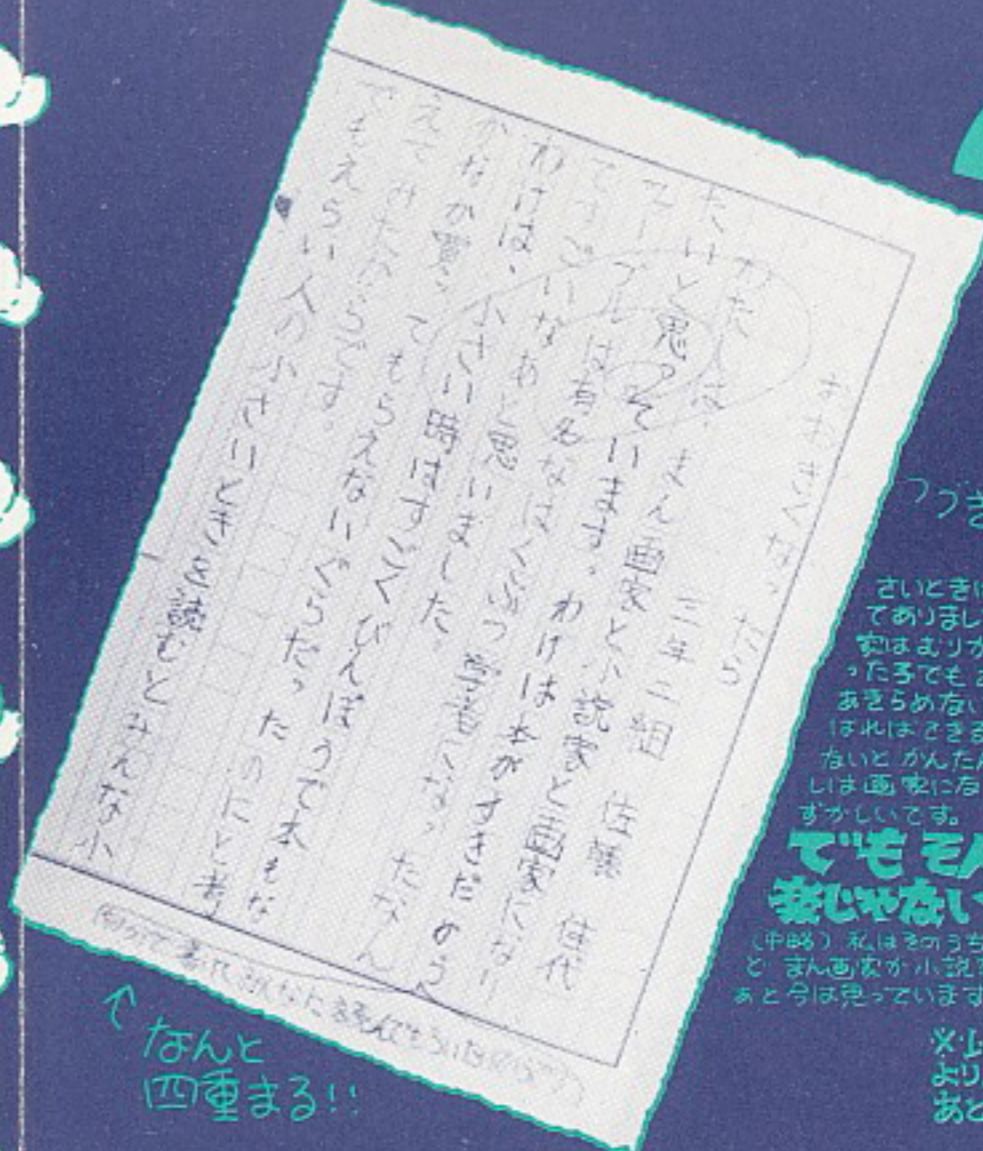 おおきくなったら
三年二組 佐藤 佳代
わたしは、まん画家と小説家と画家になり
たいと思っています。わけは本がすきだから
ファーブルは有名なはくぶつ学者になったなん
てすごいなあと思いました
わけは、小さい時はすごくびんぼうで本もな
かなか買ってもらえないぐらだったのにと考
えてみたからです。
でもえらい人の小さいときを読むとみんな小
つづき
さいときは
てありまし
家はむりか
った子でも
あきらめない
ばればできる
ないと かんたん
しは画家にな
ずかしいです。
でも そん
楽じゃない
(中略) 私はそのうち
と まん画家か小説
あと今は思っています
より
あと
↑
なんと
四重まる!!